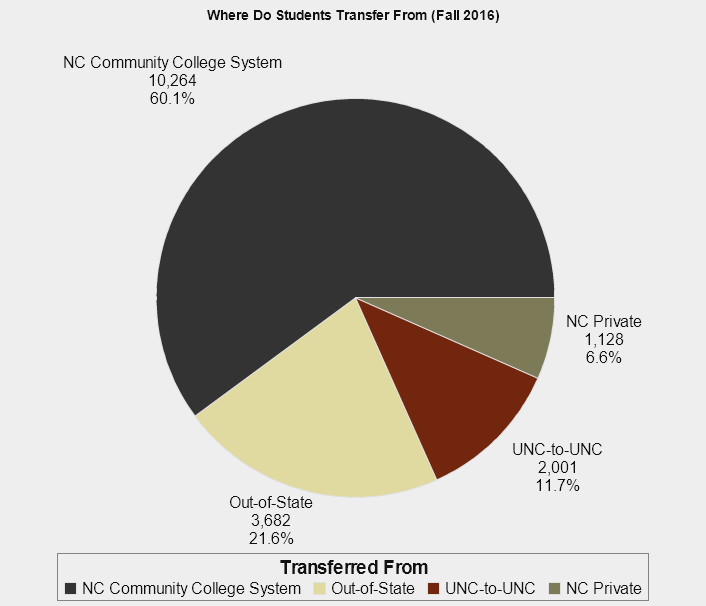 Where Do Students Transfer From (Fall 2016)
NC Community College System
10,264
60.1%
NC Private
1,128
6.6%
UNC-to-UNC
2,001
11.7%
Out-of-State
3,682
21.6%
Transferred From
NC Community College System Out-of-State UNC-to-UNC NC Private